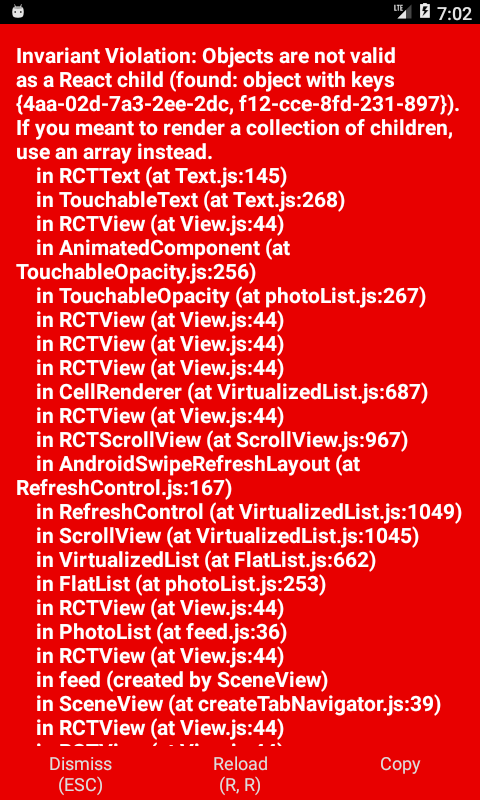 LTE 7:02
Invariant Violation: Objects are not valid
as a React child (found: object with keys
{4aa-02d-7a3-2ee-2dc, f12-cce-8fd-231-897}).
If you meant to render a collection of children,
use an array instead.
in RCTText (at Text.js:145)
in TouchableText (at Text.js:268)
in RCTView (at View.js:44)
in AnimatedComponent (at
TouchableOpacity.js:256)
in TouchableOpacity (at photoList.js:267)
in RCTView (at View.js:44)
in RCTView (at View.js:44)
in RCTView (at View.js:44)
in CellRenderer (at VirtualizedList.js:687)
in RCTView (at View.js:44)
in RCTScrollView (at ScrollView.js:967)
in AndroidSwipeRefreshLayout (at
RefreshControl.js:167)
in RefreshControl (at VirtualizedList.js:1049)
in ScrollView (at VirtualizedList.js:1045)
in VirtualizedList (at FlatList.js:662)
in FlatList (at photoList.js:253)
in RCTView (at View.js:44)
in PhotoList (at feed.js:36)
in RCTView (at View.js:44)
in feed (created by SceneView)
in SceneView (at createTabNavigator.js:39)
in RCTView (at View.js:44)
in RCTView (at View.js:44)
Dismiss
(ESC)
Reload
(R, R)
Copy